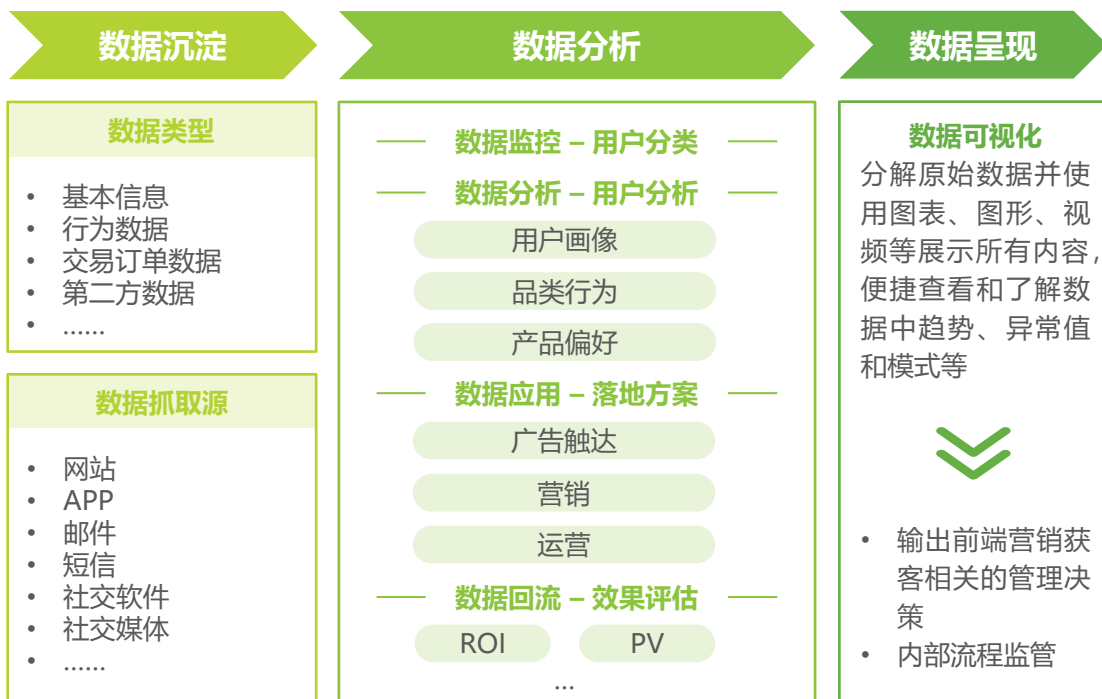 数据沉淀
数据分析
数据呈现
数据类型
• 基本信息
• 行为数据
• 交易订单数据
• 第二方数据
• ……
数据抓取源
• 网站
• APP
• 邮件
• 短信
• 社交软件
• 社交媒体
• ……
数据监控 – 用户分类
数据分析 – 用户分析
用户画像
品类行为
产品偏好
数据应用 – 落地方案
广告触达
营销
运营
数据回流 – 效果评估
ROI
PV
...
数据可视化
分解原始数据并使
用图表、图形、视
频等展示所有内容，
便捷查看和了解数
据中趋势、异常值
和模式等
• 输出前端营销获
客相关的管理决
策
• 内部流程监管